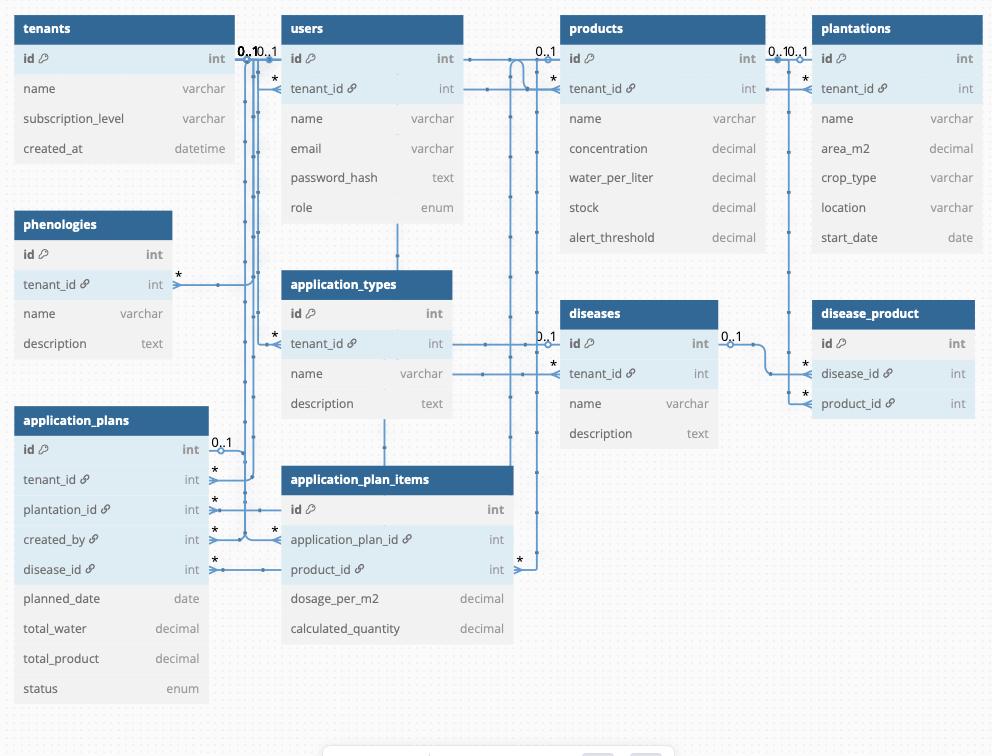 tenants
id int
name varchar
subscription_level varchar
created_at datetime
0..1 0..1
users
id int
* tenant_id int
name varchar
email varchar
password_hash text
role enum
0..1
products
id int
* tenant_id int
name varchar
concentration decimal
water_per_liter decimal
stock decimal
alert_threshold decimal
0..1 0..1
plantations
id int
* tenant_id int
name varchar
area_m2 decimal
crop_type varchar
location varchar
start_date date
phenologies
id int
tenant_id int *
name varchar
description text
application_types
id int
* tenant_id int
name varchar
description text
diseases
0..1 id int 0..1
* tenant_id int
name varchar
description text
disease_product
id int
* disease_id int
* product_id int
application_plans
id int 0..1
tenant_id int *
plantation_id int *
created_by int *
disease_id int *
planned_date date
total_water decimal
total_product decimal
status enum
application_plan_items
id int
* application_plan_id int
product_id int *
dosage_per_m2 decimal
calculated_quantity decimal